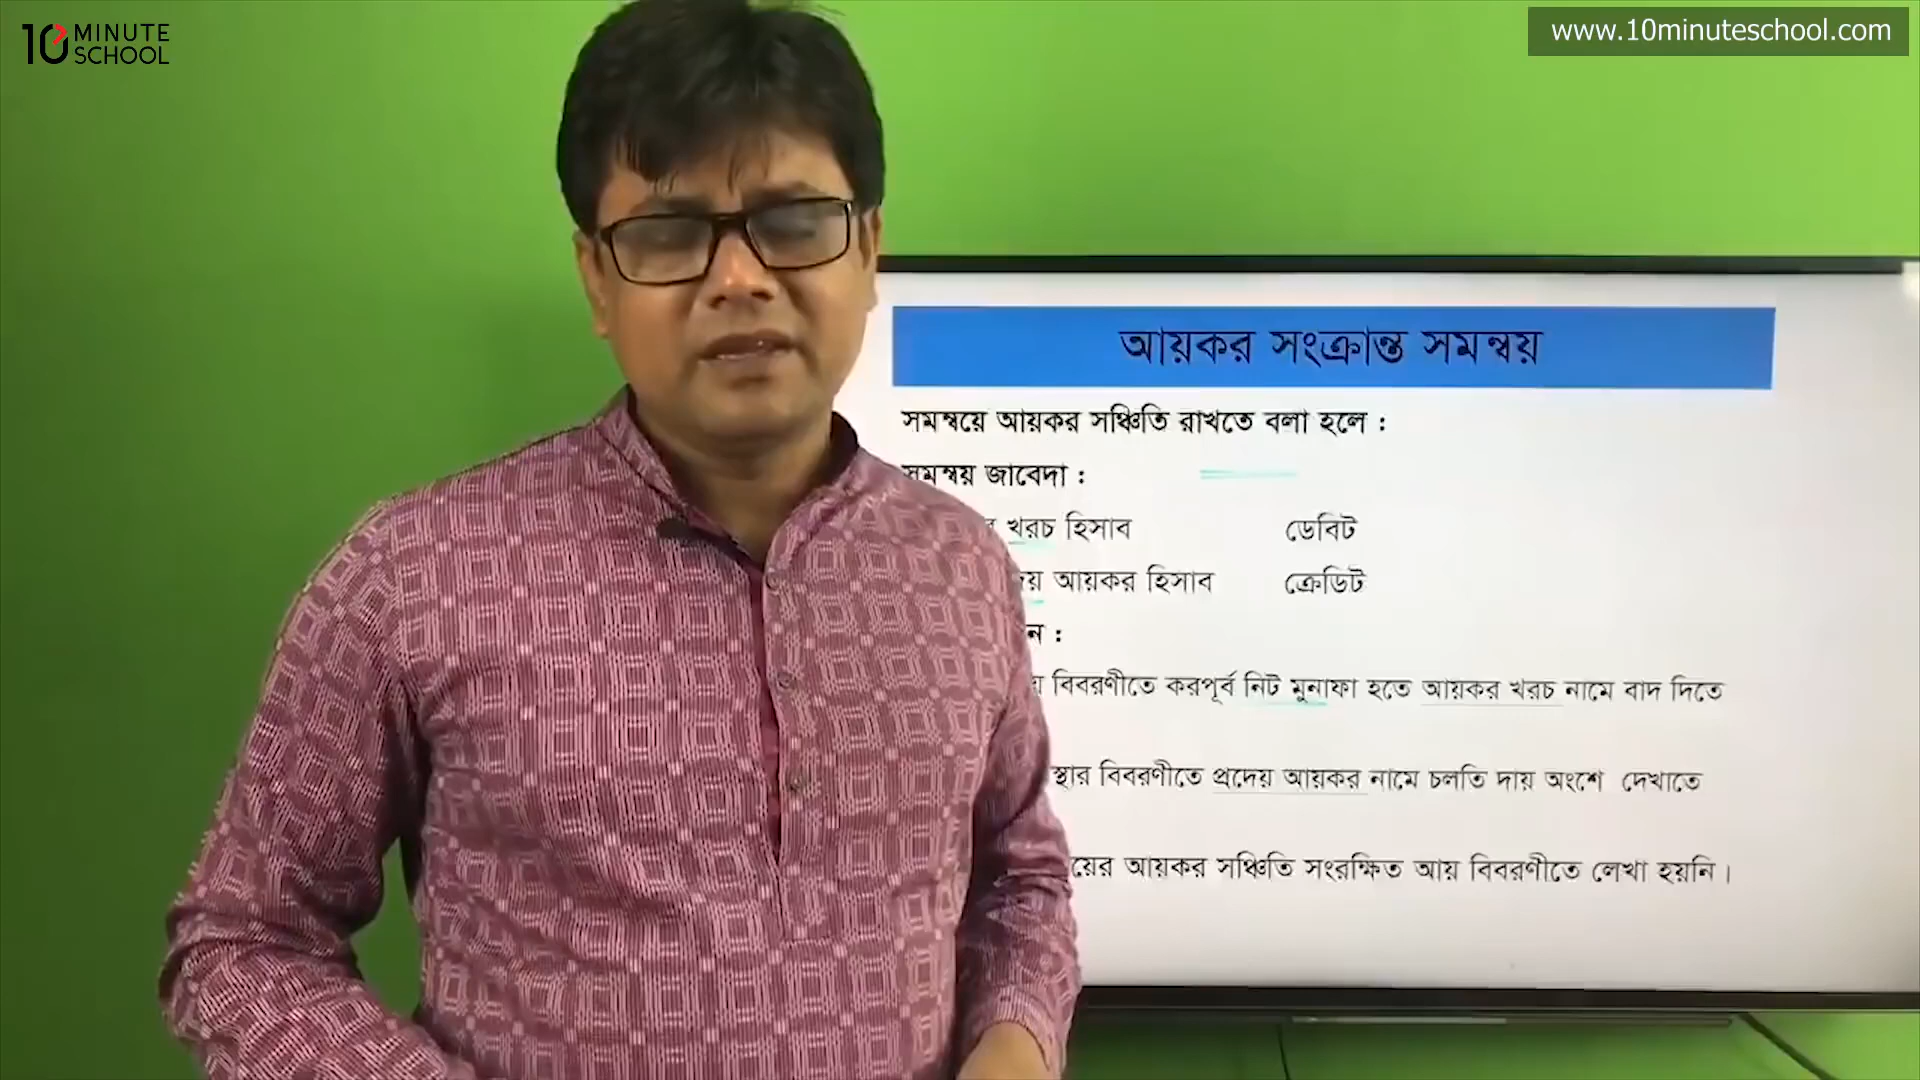 10 MINUTE SCHOOL
www.10minuteschool.com
আয়কর সংক্রান্ত সমন্বয়
সমন্বয়ে আয়কর সঞ্চিতি রাখতে বলা হলে :
সমন্বয় জাবেদা :
খরচ হিসাব ডেবিট
আয়কর হিসাব ক্রেডিট
বিবরণীতে করপূর্ব নিট মুনাফা হতে আয়কর খরচ নামে বাদ দিতে
বিবরণীতে প্রদেয় আয়কর নামে চলতি দায় অংশে দেখাতে
আয়কর সঞ্চিতি সংরক্ষিত আয় বিবরণীতে লেখা হয়নি।